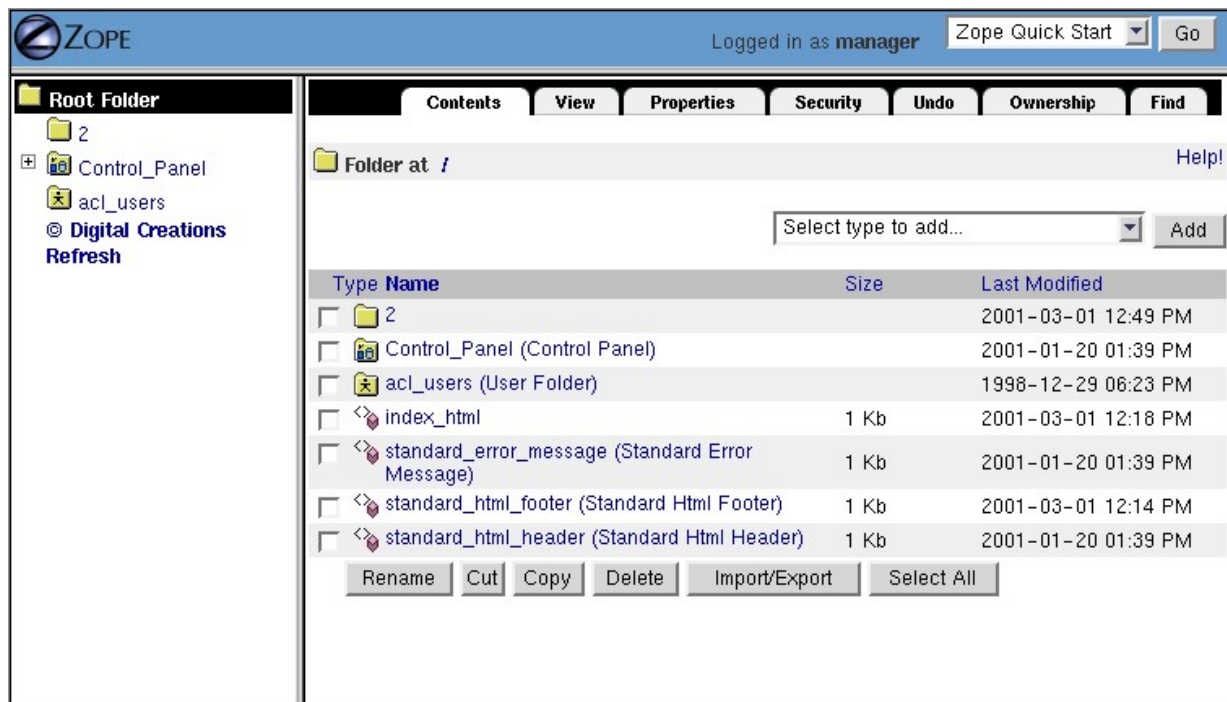 ZOPE
Logged in as manager
Zope Quick Start
Go
Root Folder
2
Control_Panel
acl_users
© Digital Creations
Refresh
Contents View Properties Security Undo Ownership Find
Folder at /
Help!
Select type to add...
Add
Type Name Size Last Modified
2 2001-03-01 12:49 PM
Control_Panel (Control Panel) 2001-01-20 01:39 PM
acl_users (User Folder) 1998-12-29 06:23 PM
index_html 1 Kb 2001-03-01 12:18 PM
standard_error_message (Standard Error
Message) 1 Kb 2001-01-20 01:39 PM
standard_html_footer (Standard Html Footer) 1 Kb 2001-03-01 12:14 PM
standard_html_header (Standard Html Header) 1 Kb 2001-01-20 01:39 PM
Rename Cut Copy Delete Import/Export Select All